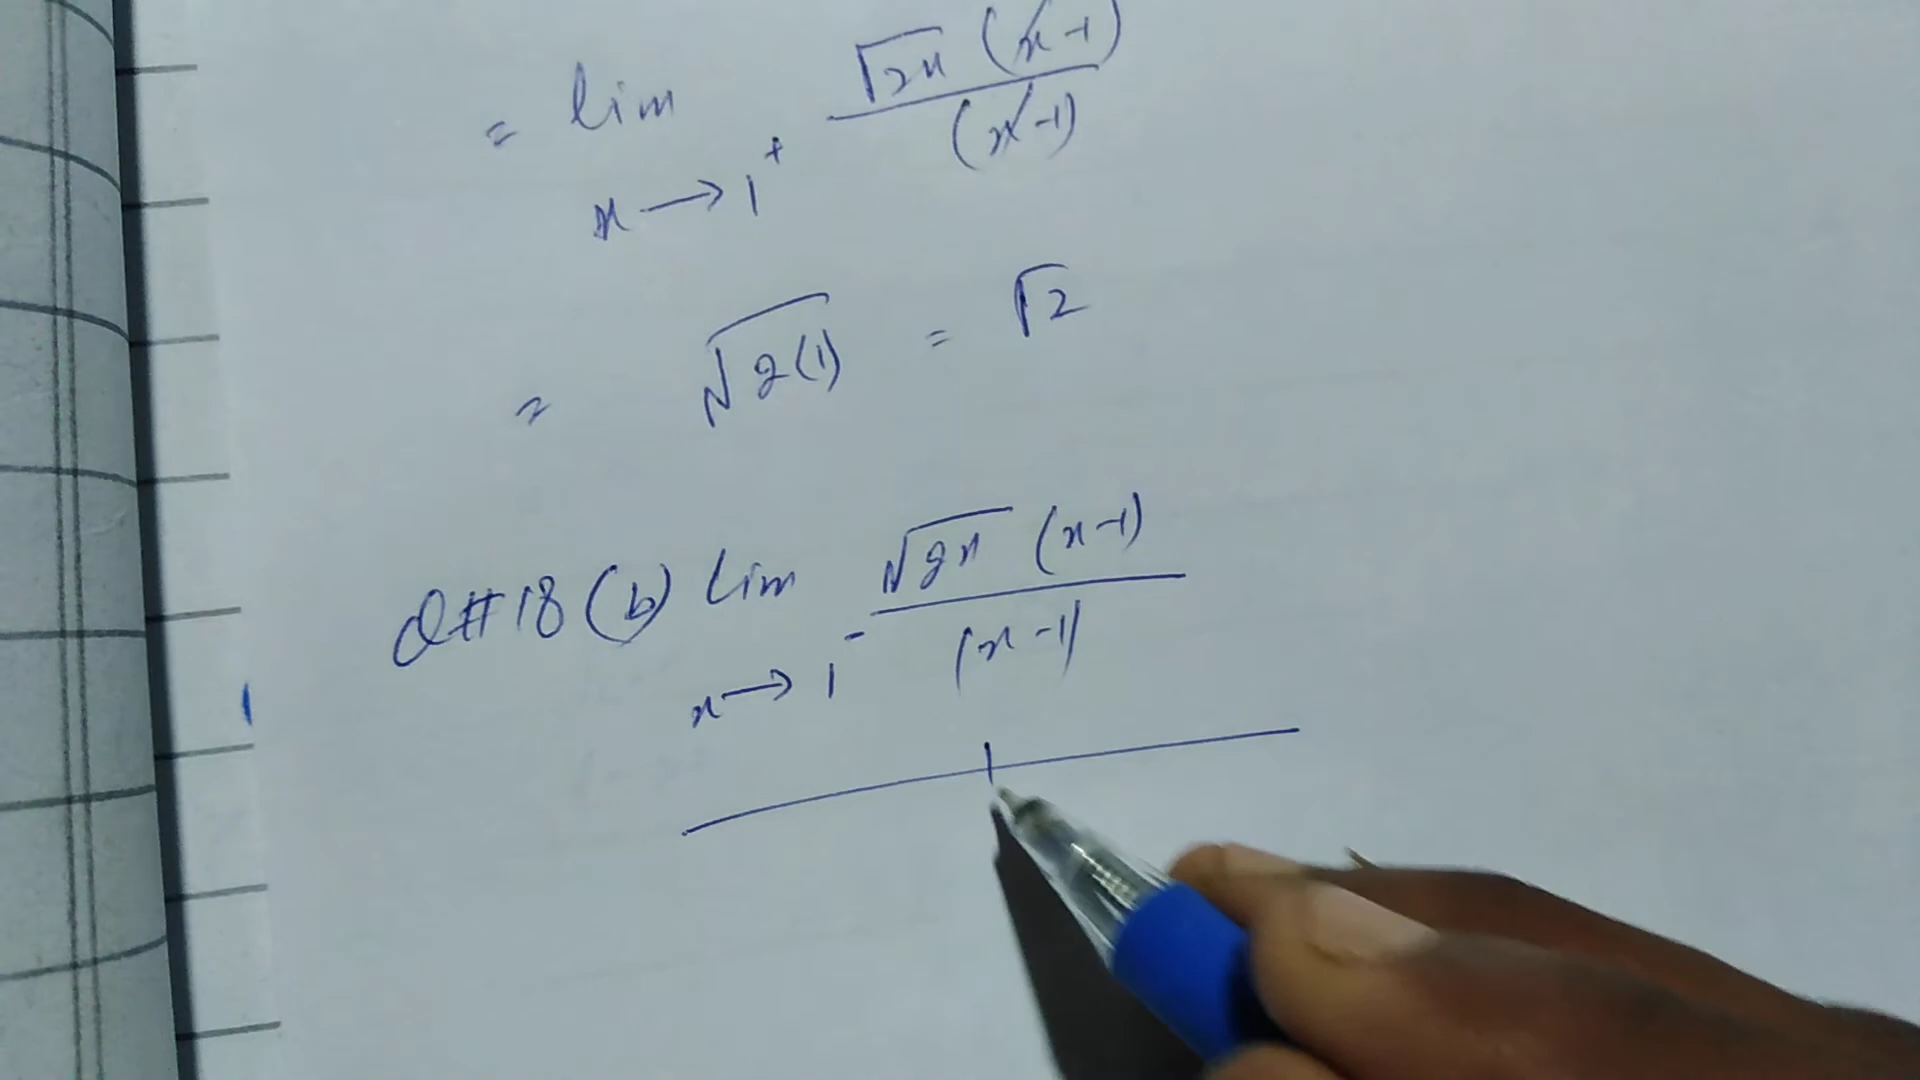 = lim x → 1⁺ √2x (x-1) / (x-1)
= √2(1) = √2
Q#18 (b) lim x → 1⁻ √2x (x-1) / |x-1|